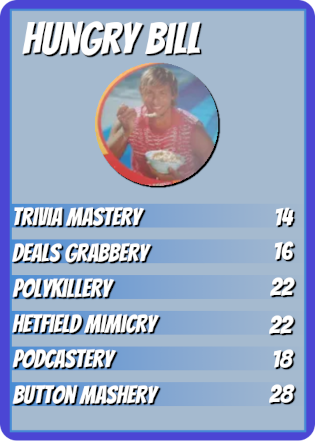 HUNGRY BILL
TRIVIA MASTERY 14
DEALS GRABBERY 16
POLYKILLERY 22
HETFIELD MIMICRY 22
PODCASTERY 18
BUTTON MASHERY 28